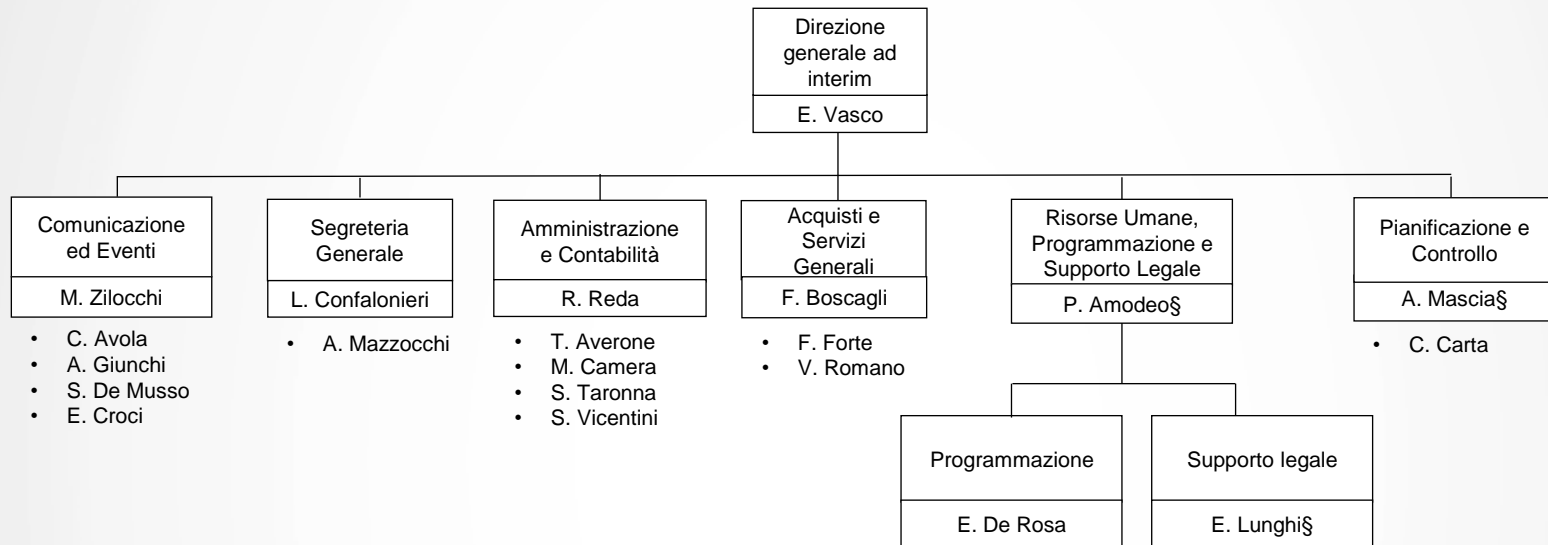 Direzione
generale ad
interim
E. Vasco
Comunicazione
ed Eventi
M. Zilocchi
• C. Avola
• A. Giunchi
• S. De Musso
• E. Croci
Segreteria
Generale
L. Confalonieri
• A. Mazzocchi
Amministrazione
e Contabilità
R. Reda
• T. Averone
• M. Camera
• S. Taronna
• S. Vicentini
Acquisti e
Servizi
Generali
F. Boscagli
• F. Forte
• V. Romano
Risorse Umane,
Programmazione e
Supporto Legale
P. Amodeo§
Programmazione
E. De Rosa
Supporto legale
E. Lunghi§
Pianificazione e
Controllo
A. Mascia§
• C. Carta